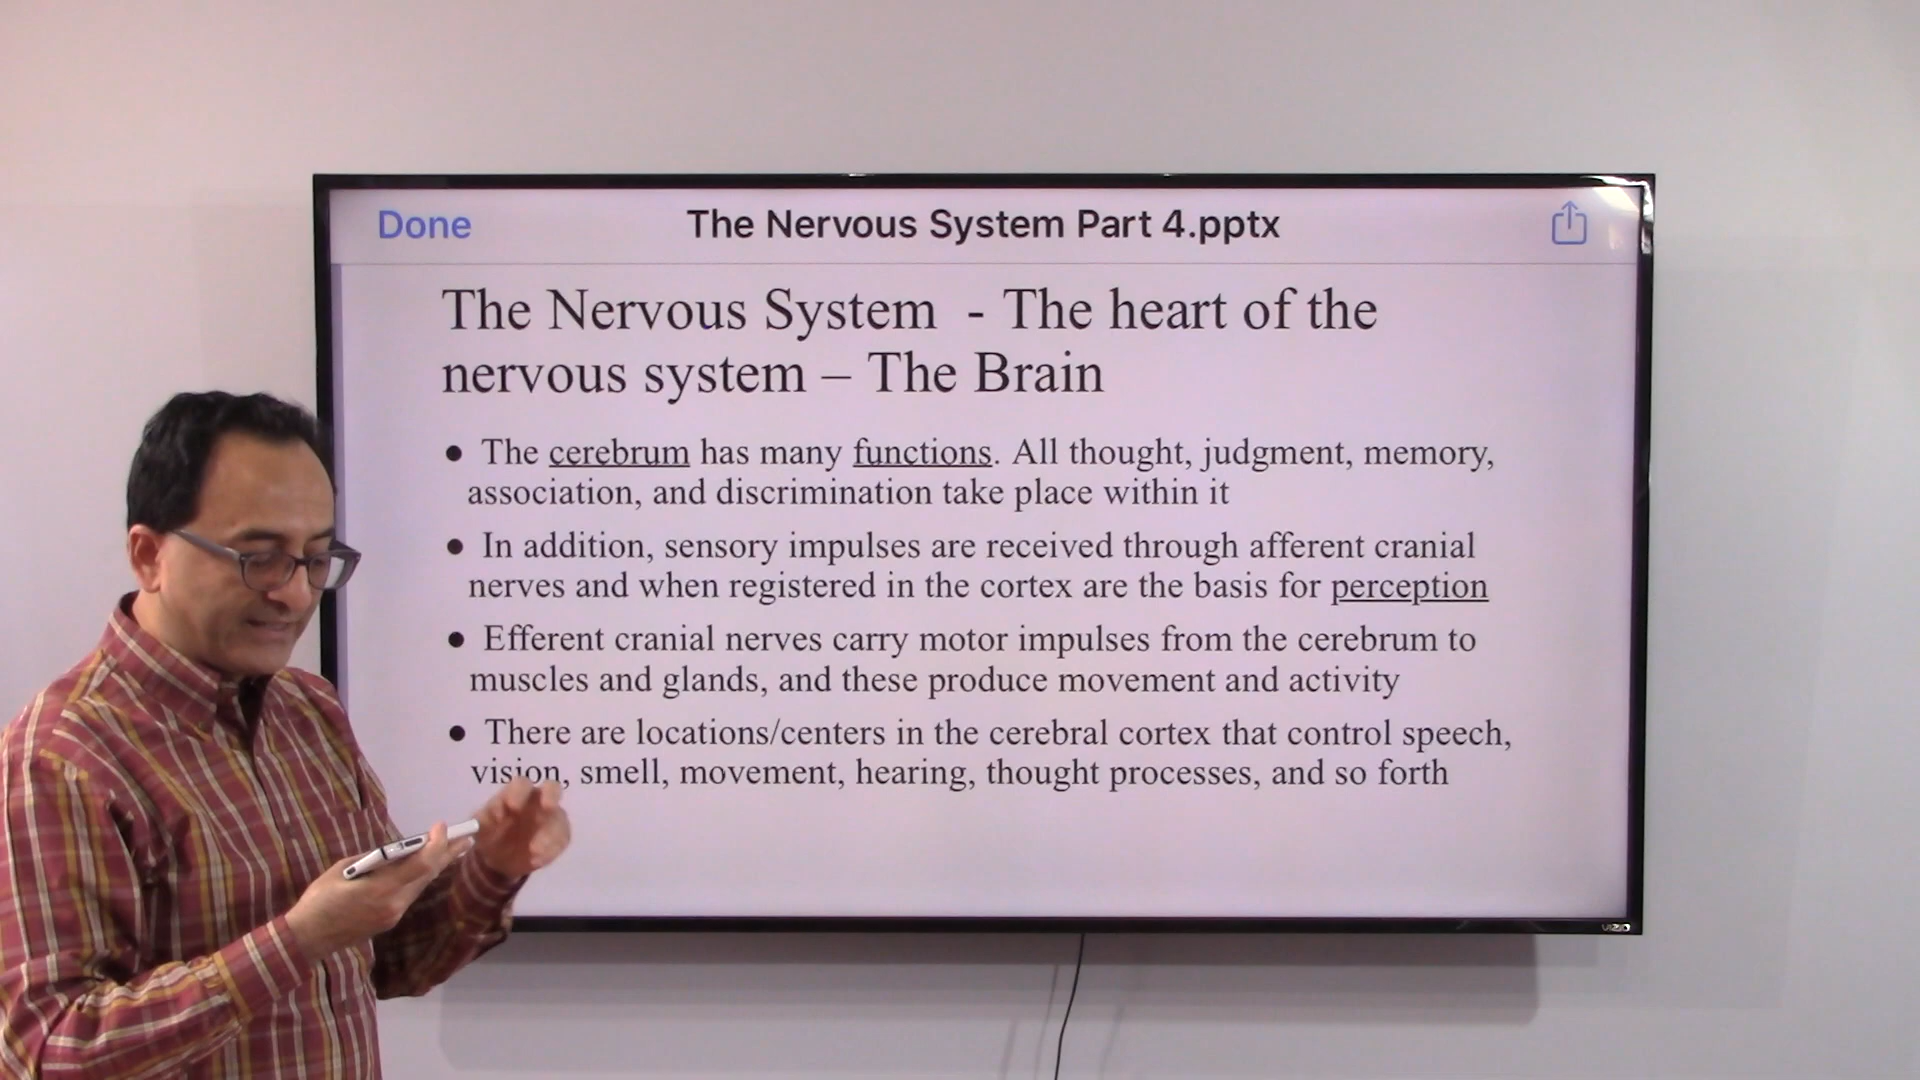 Done
The Nervous System Part 4.pptx
The Nervous System - The heart of the
nervous system – The Brain
● The cerebrum has many functions. All thought, judgment, memory,
association, and discrimination take place within it
● In addition, sensory impulses are received through afferent cranial
nerves and when registered in the cortex are the basis for perception
● Efferent cranial nerves carry motor impulses from the cerebrum to
muscles and glands, and these produce movement and activity
● There are locations/centers in the cerebral cortex that control speech,
vision, smell, movement, hearing, thought processes, and so forth
VIZIO